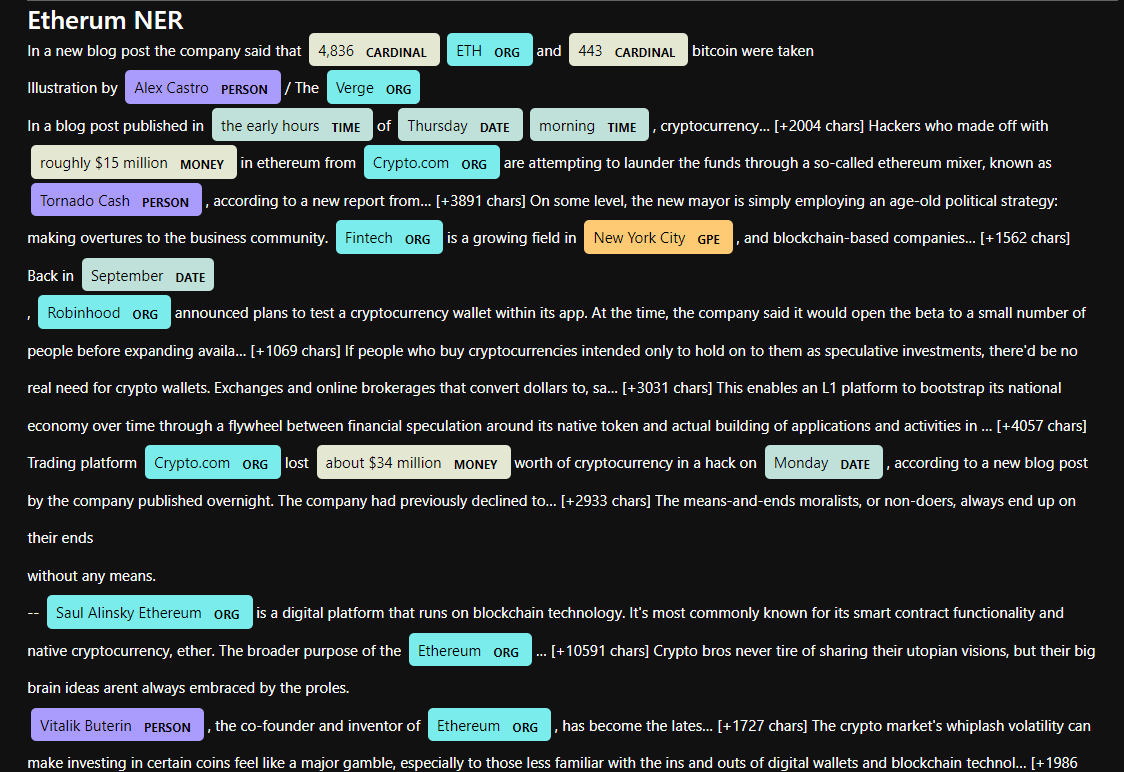 Etherum NER
In a new blog post the company said that 4,836 CARDINAL ETH ORG and 443 CARDINAL bitcoin were taken
Illustration by Alex Castro PERSON / The Verge ORG
In a blog post published in the early hours TIME of Thursday DATE morning TIME , cryptocurrency... [+2004 chars] Hackers who made off with
roughly $15 million MONEY in ethereum from Crypto.com ORG are attempting to launder the funds through a so-called ethereum mixer, known as
Tornado Cash PERSON , according to a new report from... [+3891 chars] On some level, the new mayor is simply employing an age-old political strategy:
making overtures to the business community. Fintech ORG is a growing field in New York City GPE , and blockchain-based companies... [+1562 chars]
Back in September DATE
, Robinhood ORG announced plans to test a cryptocurrency wallet within its app. At the time, the company said it would open the beta to a small number of
people before expanding availa... [+1069 chars] If people who buy cryptocurrencies intended only to hold on to them as speculative investments, there'd be no
real need for crypto wallets. Exchanges and online brokerages that convert dollars to, sa... [+3031 chars] This enables an L1 platform to bootstrap its national
economy over time through a flywheel between financial speculation around its native token and actual building of applications and activities in ... [+4057 chars]
Trading platform Crypto.com ORG lost about $34 million MONEY worth of cryptocurrency in a hack on Monday DATE , according to a new blog post
by the company published overnight. The company had previously declined to... [+2933 chars] The means-and-ends moralists, or non-doers, always end up on
their ends
without any means.
-- Saul Alinsky Ethereum ORG is a digital platform that runs on blockchain technology. It's most commonly known for its smart contract functionality and
native cryptocurrency, ether. The broader purpose of the Ethereum ORG ... [+10591 chars] Crypto bros never tire of sharing their utopian visions, but their big
brain ideas arent always embraced by the proles.
Vitalik Buterin PERSON , the co-founder and inventor of Ethereum ORG , has become the lates... [+1727 chars] The crypto market's whiplash volatility can
make investing in certain coins feel like a major gamble, especially to those less familiar with the ins and outs of digital wallets and blockchain technol... [+1986